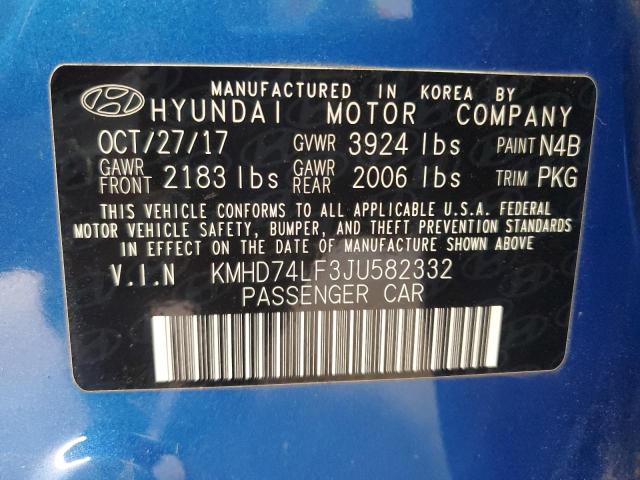 MANUFACTURED IN KOREA BY
HYUNDAI MOTOR COMPANY
OCT/27/17 GVWR 3924 lbs PAINT N4B
GAWR FRONT 2183 lbs GAWR REAR 2006 lbs TRIM PKG
THIS VEHICLE CONFORMS TO ALL APPLICABLE U.S.A. FEDERAL
MOTOR VEHICLE SAFETY, BUMPER, AND THEFT PREVENTION STANDARDS
IN EFFECT ON THE DATE OF MANUFACTURE SHOWN ABOVE.
V.I.N KMHD74LF3JU582332
PASSENGER CAR